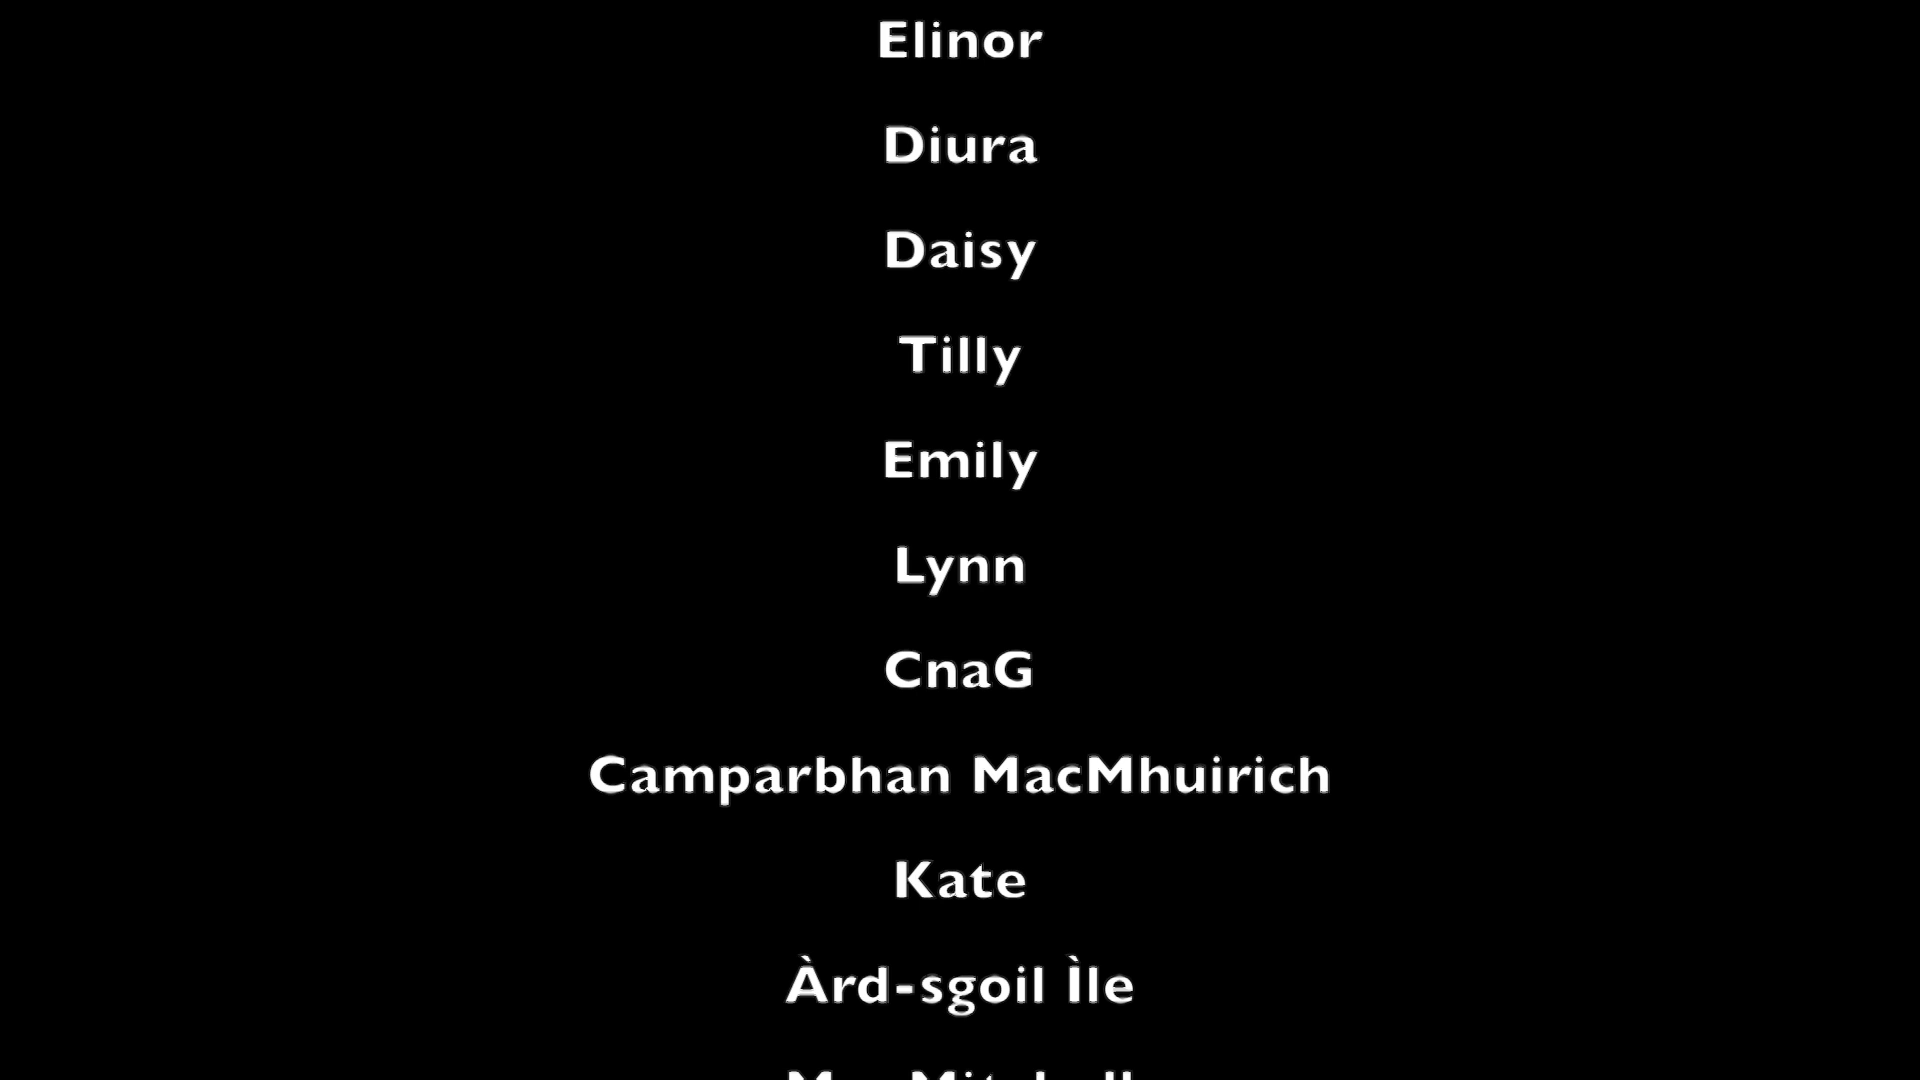 Elinor
Diura
Daisy
Tilly
Emily
Lynn
CnaG
Camparbhan MacMhuirich
Kate
Àrd-sgoil Ìle